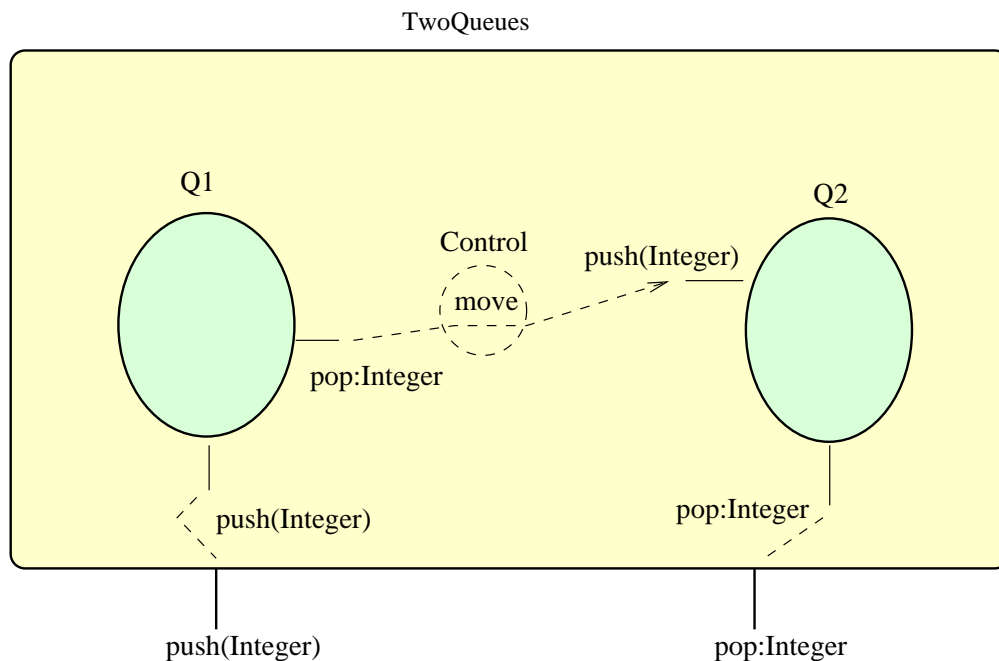 TwoQueues
Q1
Q2
Control
push(Integer)
move
pop:Integer
pop:Integer
push(Integer)
push(Integer)
pop:Integer